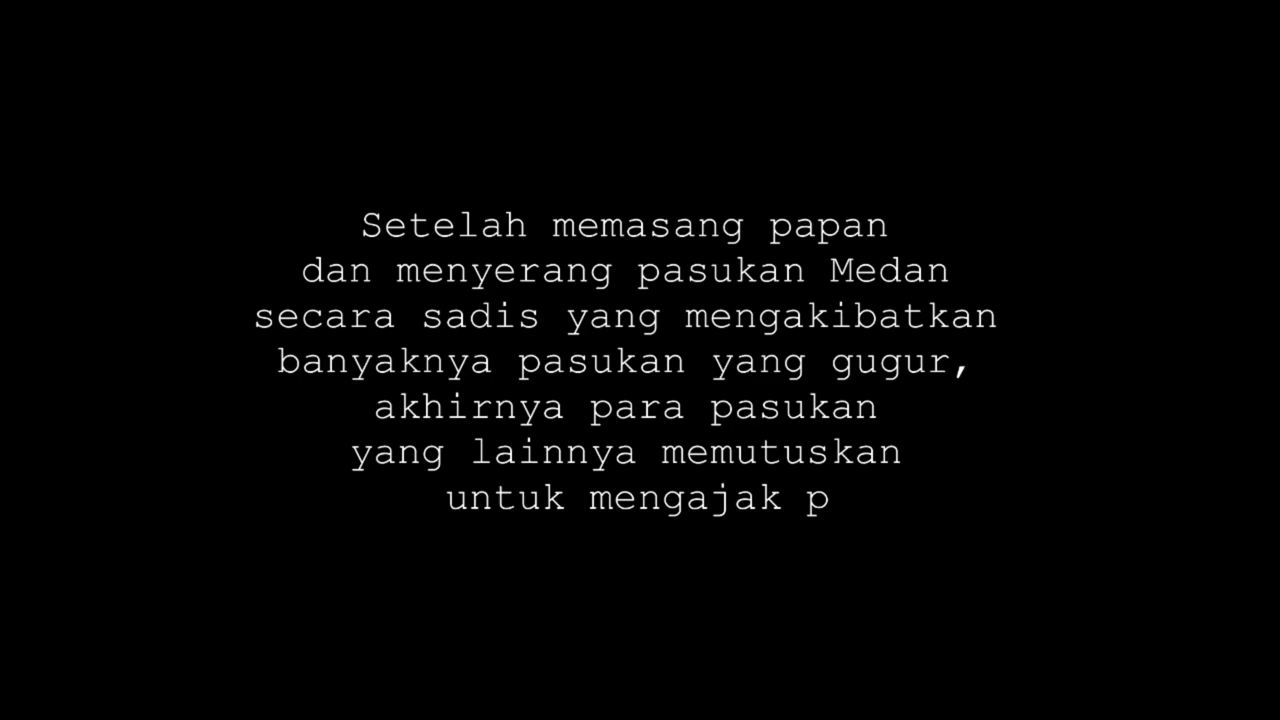 Setelah memasang papan
dan menyerang pasukan Medan
secara sadis yang mengakibatkan
banyaknya pasukan yang gugur,
akhirnya para pasukan
yang lainnya memutuskan
untuk mengajak p